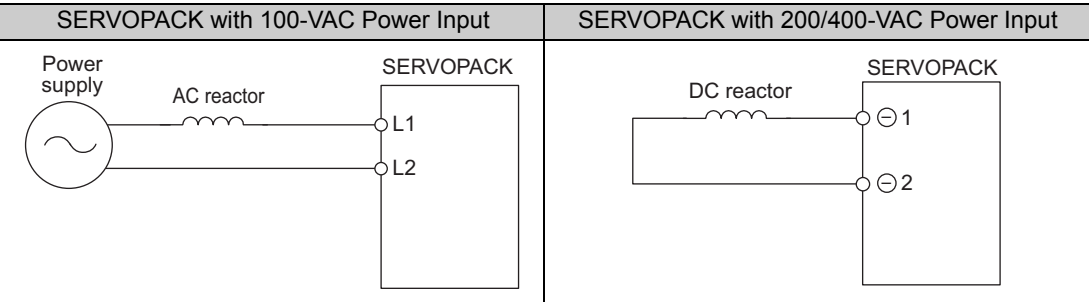 SERVOPACK with 100-VAC Power Input
SERVOPACK with 200/400-VAC Power Input
Power
supply
AC reactor
SERVOPACK
L1
L2
DC reactor
SERVOPACK
⊖ 1
⊖ 2